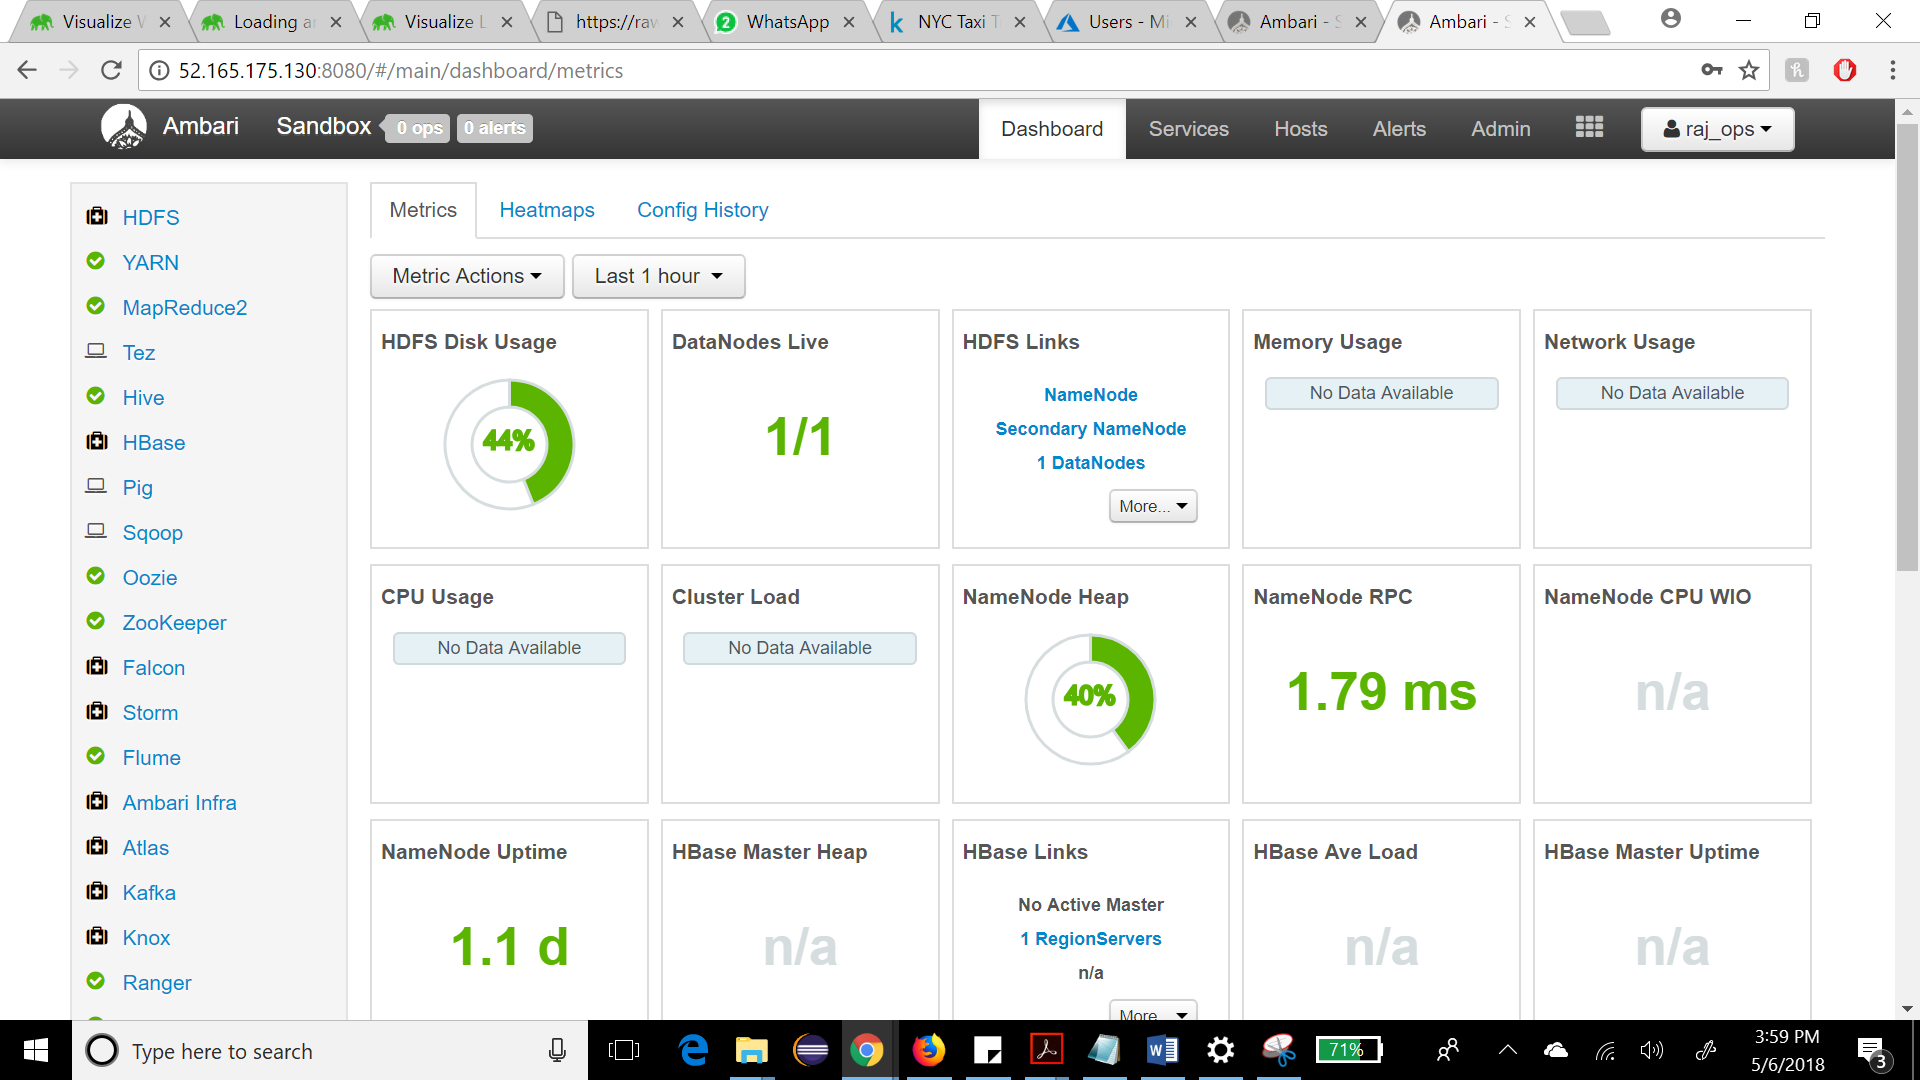 Visualize W
Loading a
Visualize L
https://raw
2
WhatsApp
k
NYC Taxi T
Users - Mi
Ambari - S
Ambari - S
52.165.175.130:8080/#/main/dashboard/metrics
h
Ambari
Sandbox
0 ops
0 alerts
Dashboard
Services
Hosts
Alerts
Admin
raj_ops
HDFS
YARN
MapReduce2
Tez
Hive
HBase
Pig
Sqoop
Oozie
ZooKeeper
Falcon
Storm
Flume
Ambari Infra
Atlas
Kafka
Knox
Ranger
Metrics
Heatmaps
Config History
Metric Actions
Last 1 hour
HDFS Disk Usage
44%
DataNodes Live
1/1
HDFS Links
NameNode
Secondary NameNode
1 DataNodes
More...
Memory Usage
No Data Available
Network Usage
No Data Available
CPU Usage
No Data Available
Cluster Load
No Data Available
NameNode Heap
40%
NameNode RPC
1.79 ms
NameNode CPU WIO
n/a
NameNode Uptime
1.1 d
HBase Master Heap
n/a
HBase Links
No Active Master
1 RegionServers
n/a
More...
HBase Ave Load
n/a
HBase Master Uptime
n/a
Type here to search
71%
3:59 PM
5/6/2018
3